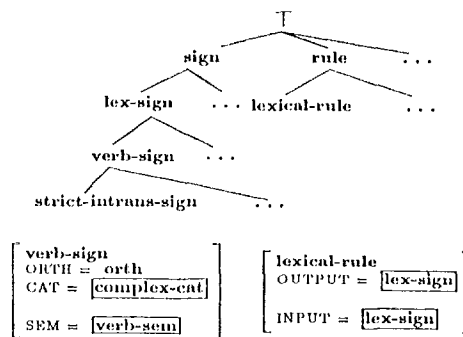 ⊤
sign rule ...
lex-sign ... lexical-rule ...
verb-sign ...
strict-intrans-sign ...
verb-sign
ORTH = orth
CAT = complex-cat
SEM = verb-sem
lexical-rule
OUTPUT = lex-sign
INPUT = lex-sign